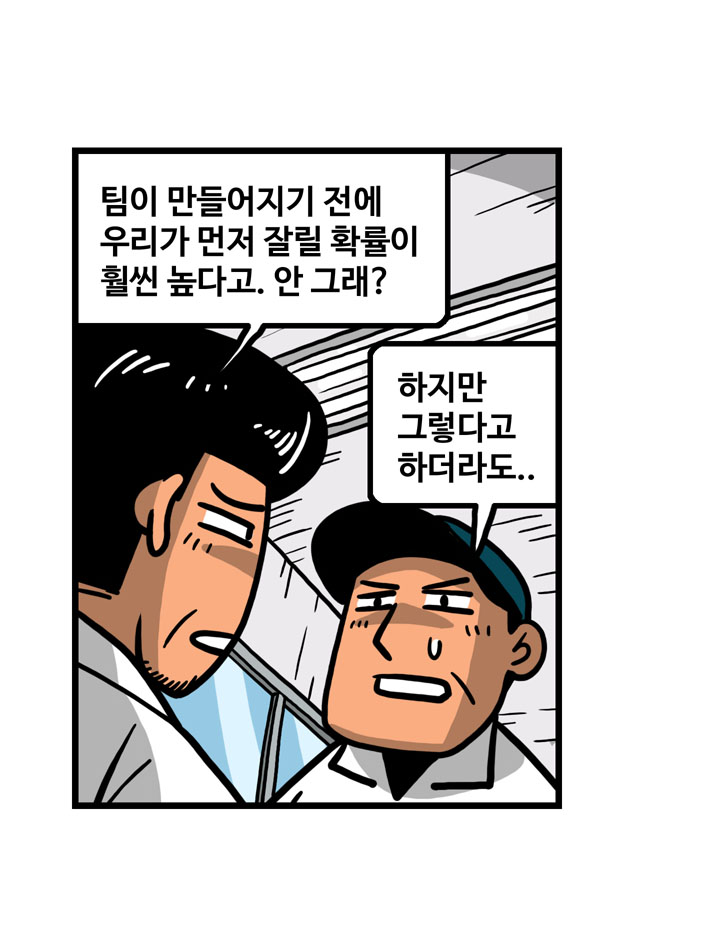 팀이 만들어지기 전에
우리가 먼저 잘릴 확률이
훨씬 높다고. 안 그래?
하지만
그렇다고
하더라도..